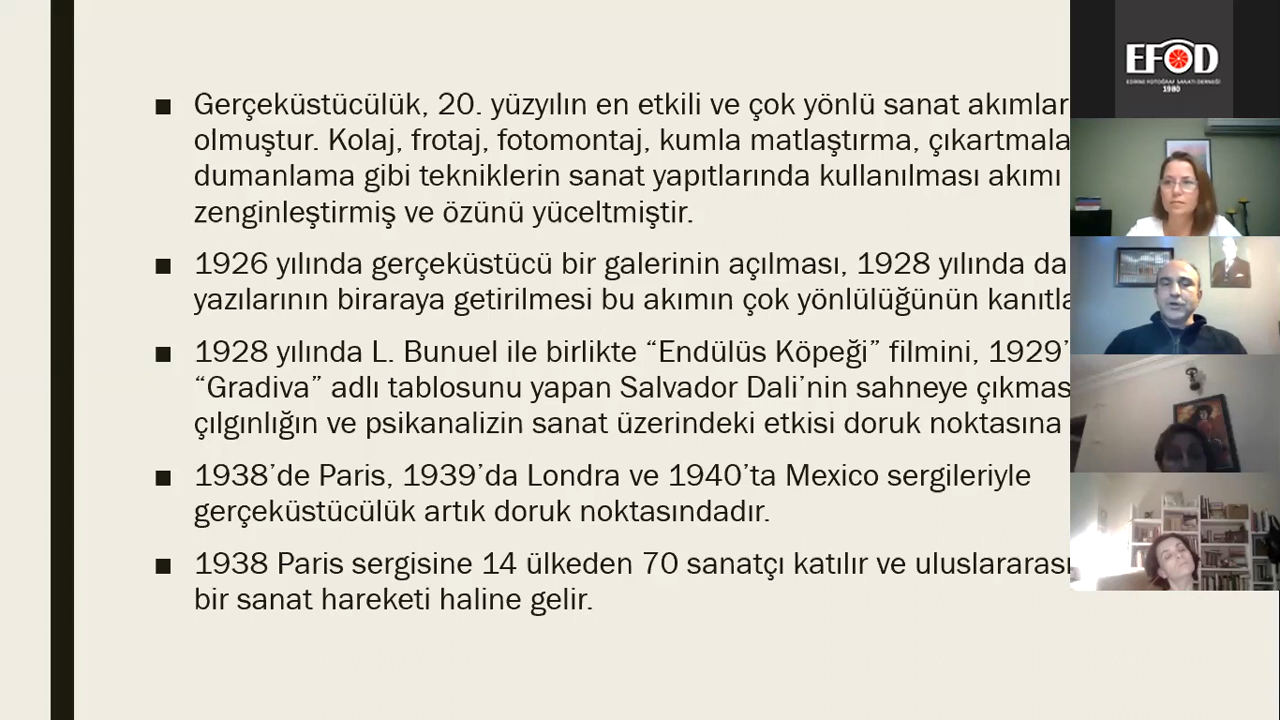 ■ Gerçeküstücülük, 20. yüzyılın en etkili ve çok yönlü sanat akımlar
olmuştur. Kolaj, frotaj, fotomontaj, kumla matlaştırma, çıkartmala
dumanlama gibi tekniklerin sanat yapıtlarında kullanılması akımı
zenginleştirmiş ve özünü yüceltmiştir.
■ 1926 yılında gerçeküstücü bir galerinin açılması, 1928 yılında da
yazılarının biraraya getirilmesi bu akımın çok yönlülüğünün kanıtla
■ 1928 yılında L. Bunuel ile birlikte “Endülüs Köpeği” filmini, 1929’
“Gradiva” adlı tablosunu yapan Salvador Dali’nin sahneye çıkmas
çılgınlığın ve psikanalizin sanat üzerindeki etkisi doruk noktasına
■ 1938’de Paris, 1939’da Londra ve 1940’ta Mexico sergileriyle
gerçeküstücülük artık doruk noktasındadır.
■ 1938 Paris sergisine 14 ülkeden 70 sanatçı katılır ve uluslararası
bir sanat hareketi haline gelir.
EFOD
EDİRNE FOTOĞRAF SANATI DERNEĞİ
1980